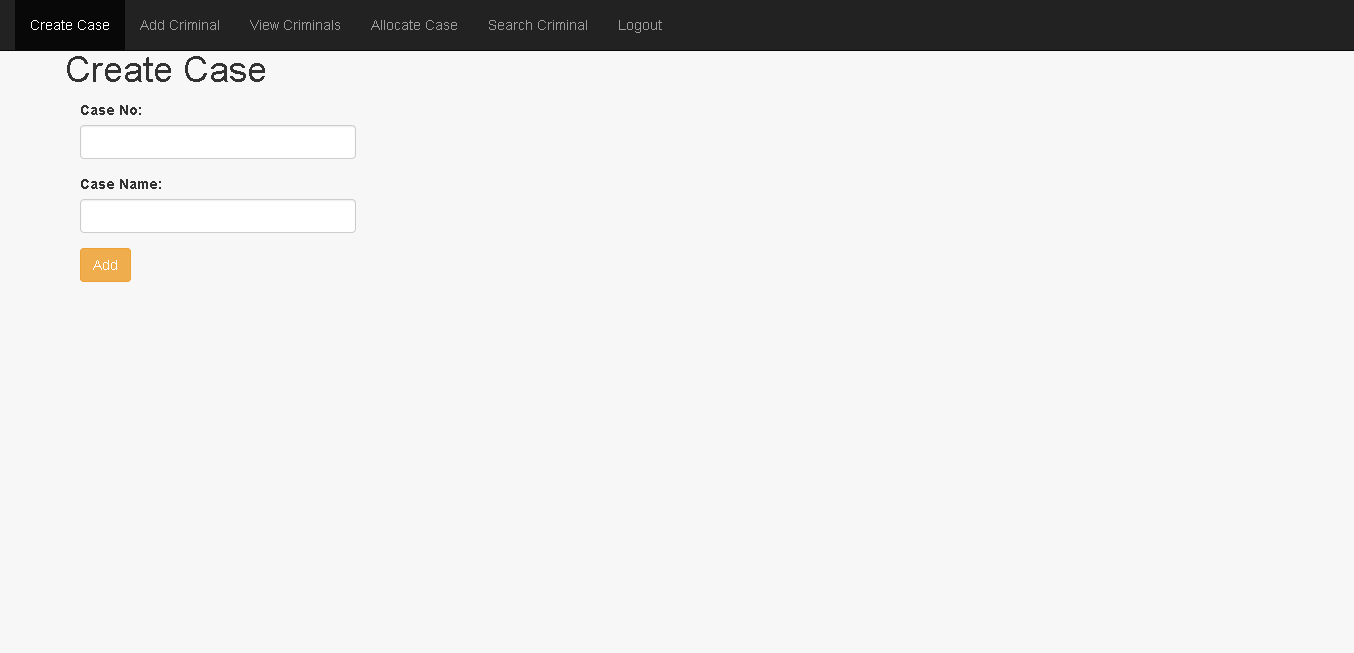 Create Case Add Criminal View Criminals Allocate Case Search Criminal Logout
Create Case
Case No:
Case Name:
Add